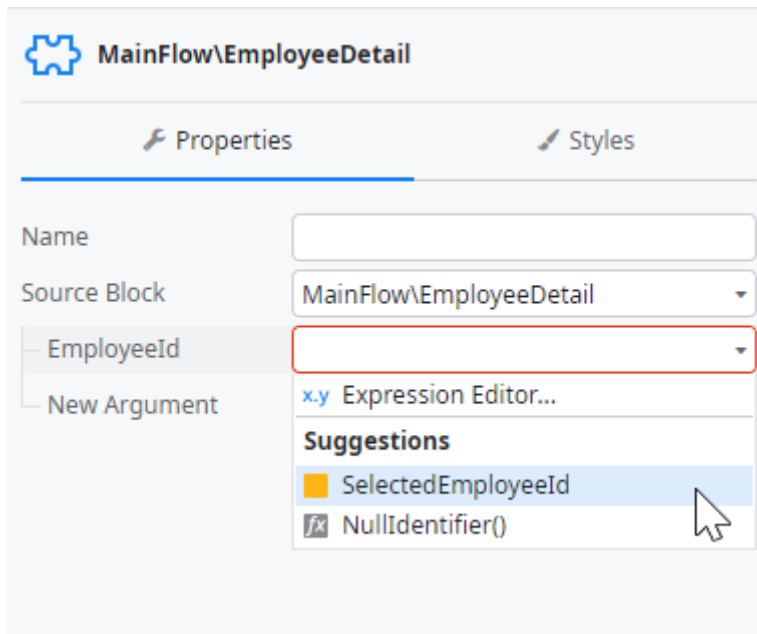 MainFlow\EmployeeDetail
Properties
Styles
Name
Source Block
MainFlow\EmployeeDetail
EmployeeId
New Argument
x.y Expression Editor...
Suggestions
SelectedEmployeeId
fx NullIdentifier()